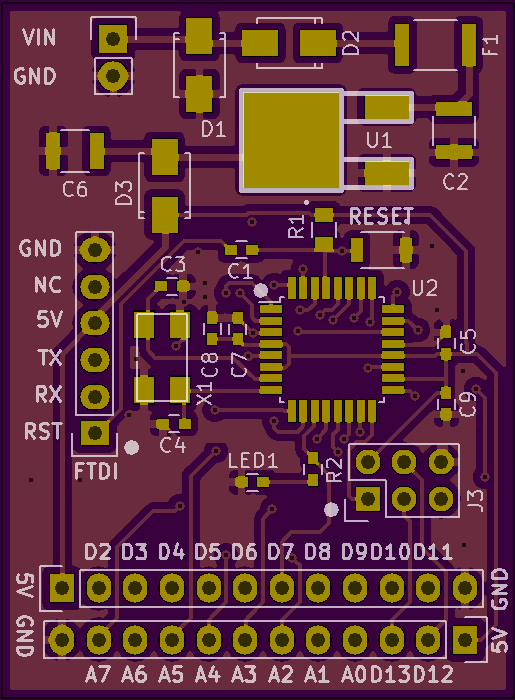 VIN
D2
F1
GND
D1
U1
C6
D3
C2
R1
RESET
GND
C1
NC
C3
U2
5V
C8
C7
C5
TX
RX
X1
C9
RST
C4
FTDI
LED1
R2
J3
D2 D3 D4 D5 D6 D7 D8 D9 D10 D11
5V
GND
GND
5V
A7 A6 A5 A4 A3 A2 A1 A0 D13 D12